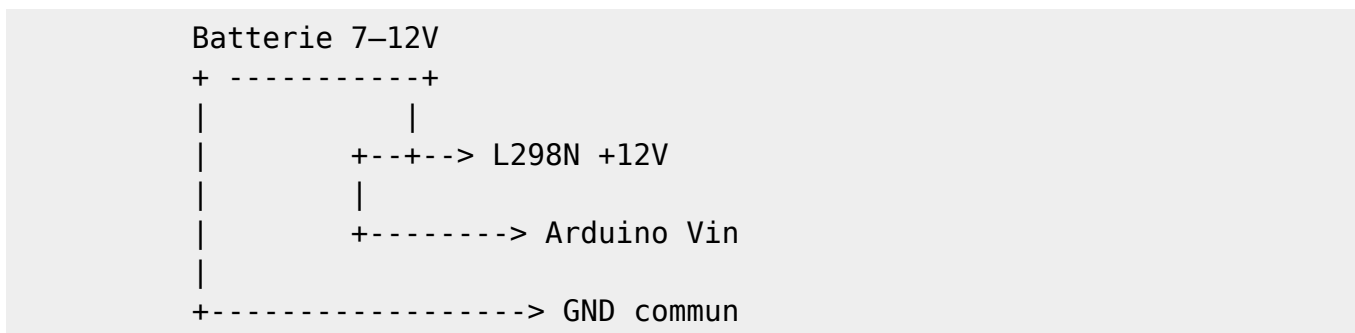 Batterie 7–12V
+ -----------+
| |
| +--+--> L298N +12V
| |
| +--------> Arduino Vin
|
+------------------> GND commun